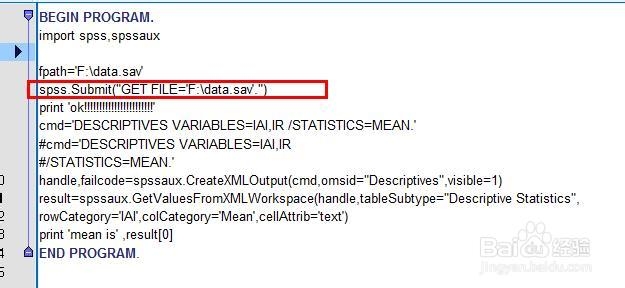 BEGIN PROGRAM.
import spss,spssaux
fpath='F:\data.sav'
spss.Submit("GET FILE='F:\data.sav'.")
print 'ok!!!!!!!!!!!!!!!!!!!!!!!'
cmd='DESCRIPTIVES VARIABLES=IAI,IR /STATISTICS=MEAN.'
#cmd='DESCRIPTIVES VARIABLES=IAI,IR
#/STATISTICS=MEAN.'
0 handle,failcode=spssaux.CreateXMLOutput(cmd,omsid="Descriptives",visible=1)
1 result=spssaux.GetValuesFromXMLWorkspace(handle,tableSubtype="Descriptive Statistics",
2 rowCategory='IAI',colCategory='Mean',cellAttrib='text')
3 print 'mean is' ,result[0]
4 END PROGRAM.
5
Baidu 经验
jingyan.baidu.com